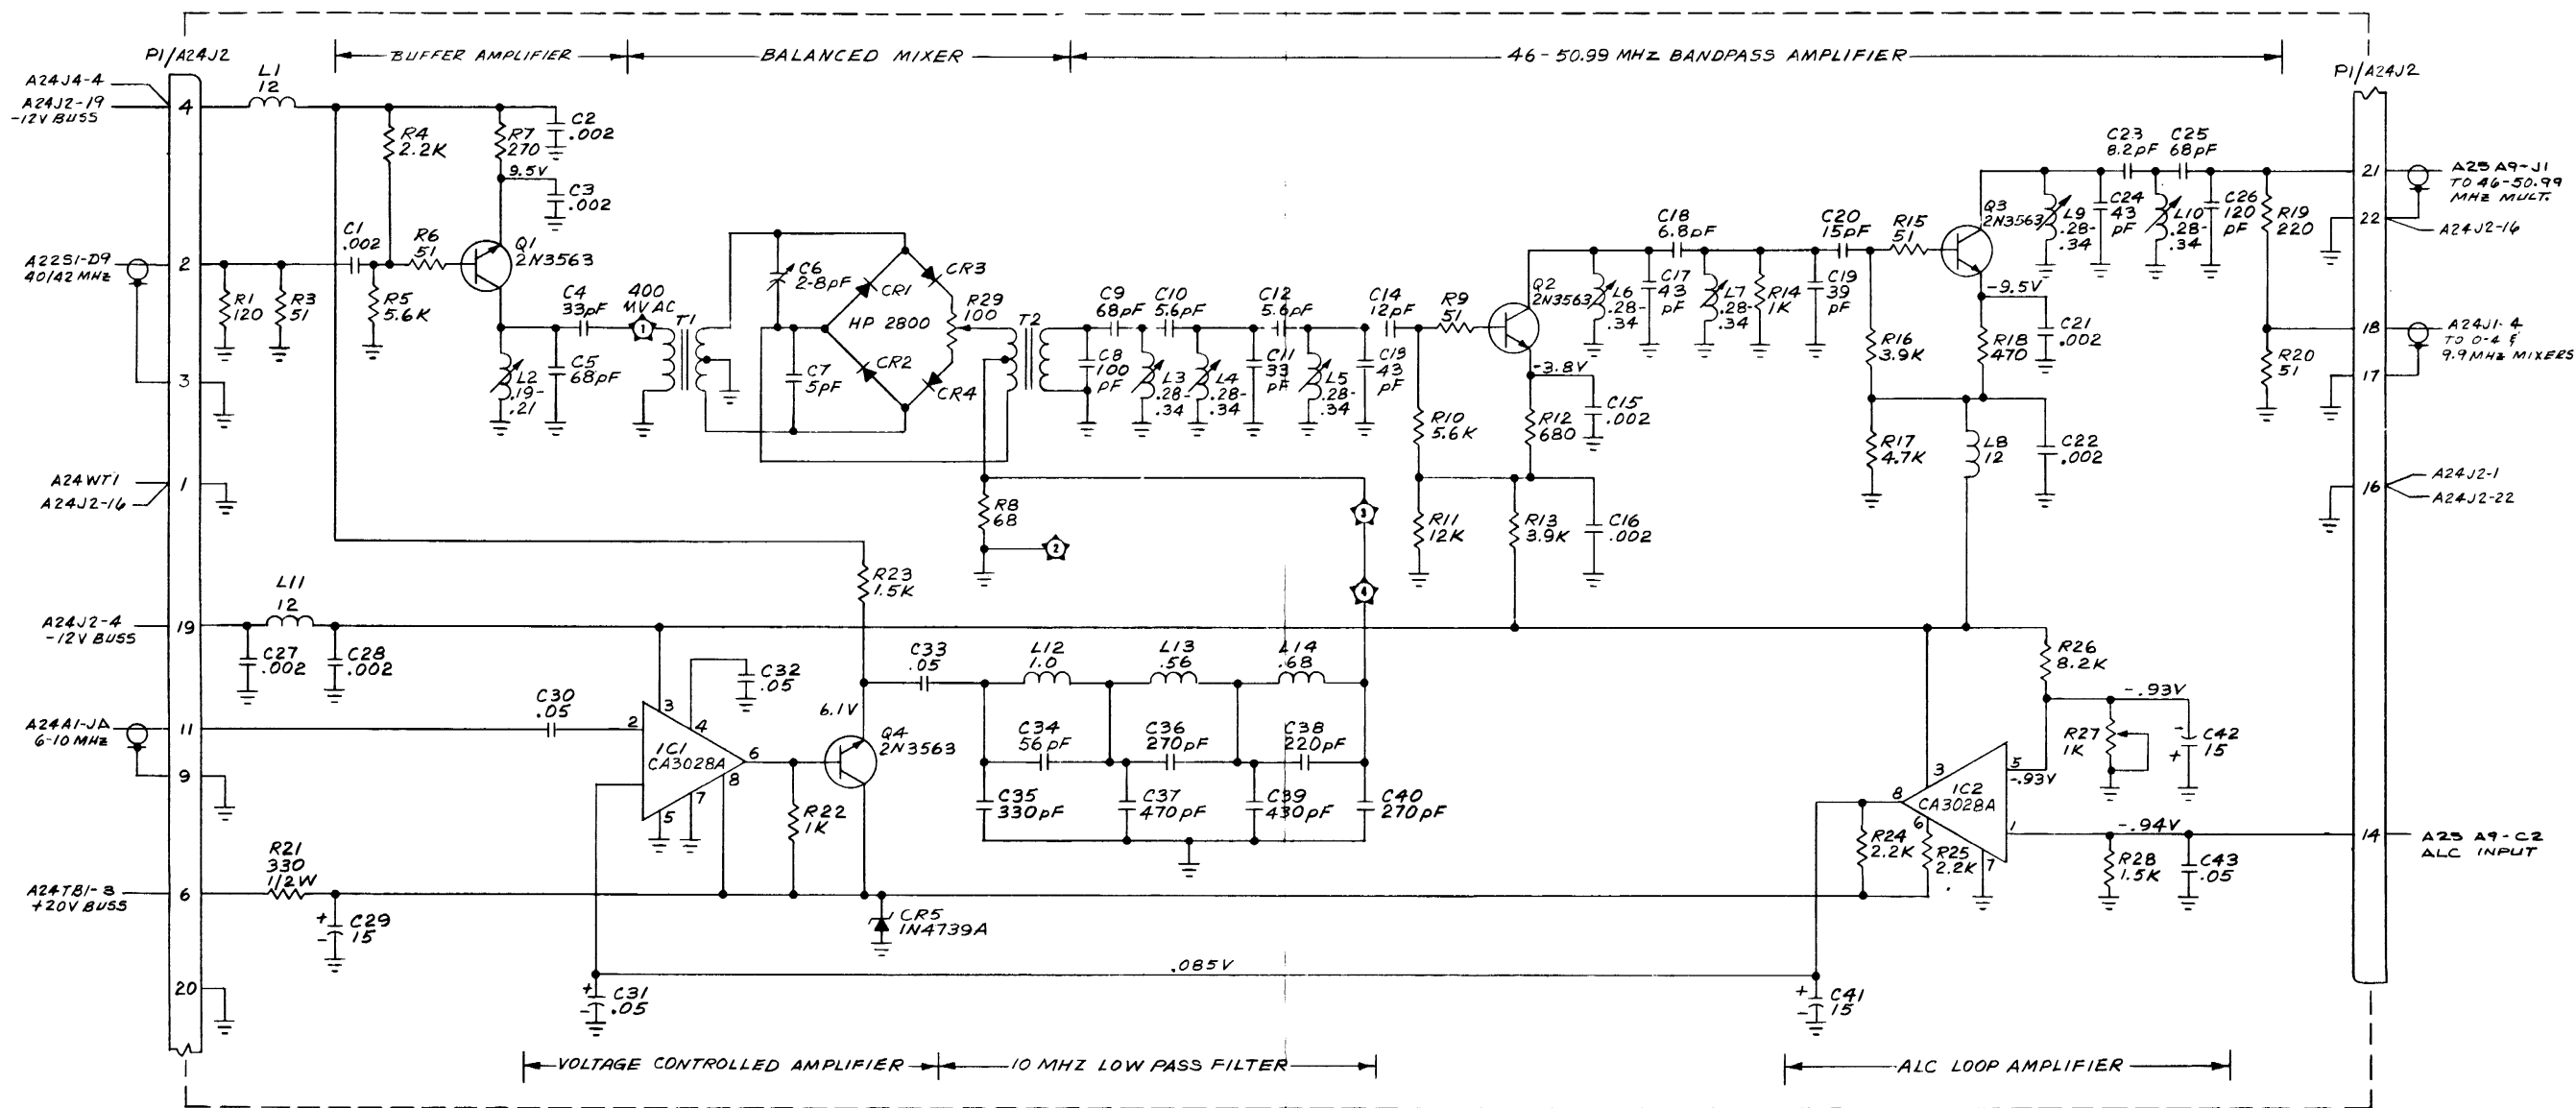 BUFFER AMPLIFIER
BALANCED MIXER
46-50.99 MHZ BANDPASS AMPLIFIER
P1/A24J2
A24J4-4
A24J2-19
-12V BUSS
4
L1
12
R4
2.2K
R7
270
C2
.002
9.5V
C3
.002
A22S1-D9
40/42 MHZ
2
3
R1
120
R3
51
C1
.002
R5
5.6K
R6
51
Q1
2N3563
L2
.19-
.21
C4
33pF
C5
68pF
400
MV AC
1
T1
C6
2-8pF
C7
5pF
CR1
CR3
HP 2800
CR2
CR4
R29
100
T2
C9
68pF
C8
100
pF
L3
.28-
.34
C10
5.6pF
L4
.28-
.34
C11
33
pF
C12
5.6pF
L5
.28-
.34
C13
43
pF
C14
12pF
R9
51
Q2
2N3563
-3.8V
R10
5.6K
R12
680
C15
.002
R11
12K
R13
3.9K
C16
.002
L6
.28-
.34
C17
43
pF
C18
6.8pF
L7
.28-
.34
R14
1K
C19
39
pF
C20
15pF
R15
51
Q3
2N3563
-9.5V
R16
3.9K
R18
470
C21
.002
R17
4.7K
L8
12
C22
.002
L9
.28-
.34
C24
43
pF
C23
8.2pF
L10
.28-
.34
C25
68pF
C26
120
pF
R19
220
R20
51
P1/A24J2
21
22
18
17
16
14
A25 A9-J1
TO 46-50.99
MHZ MULT.
A24J2-16
A24J1-4
TO 0-4 &
9.9 MHZ MIXERS
A24J2-1
A24J2-22
A25 A9-C2
ALC INPUT
A24WT1
A24J2-16
1
R8
68
2
3
4
A24J2-4
-12V BUSS
19
L11
12
C27
.002
C28
.002
R23
1.5K
A24A1-JA
6-10 MHZ
11
9
C30
.05
2
3
4
C32
.05
IC1
CA3028A
6
8
7
5
R22
1K
6.1V
Q4
2N3563
C33
.05
L12
1.0
L13
.56
L14
.68
C34
56pF
C36
270pF
C38
220pF
C35
330pF
C37
470pF
C39
430pF
C40
270pF
A24TB1-3
+20V BUSS
6
R21
330
1/2W
+
-
C29
15
CR5
1N4739A
20
+
-
C31
.05
.085V
+
-
C41
15
R26
8.2K
-.93V
R27
1K
-
+
C42
15
3
5
-.93V
IC2
CA3028A
8
6
7
1
-.94V
R24
2.2K
R25
2.2K
R28
1.5K
C43
.05
VOLTAGE CONTROLLED AMPLIFIER
10 MHZ LOW PASS FILTER
ALC LOOP AMPLIFIER